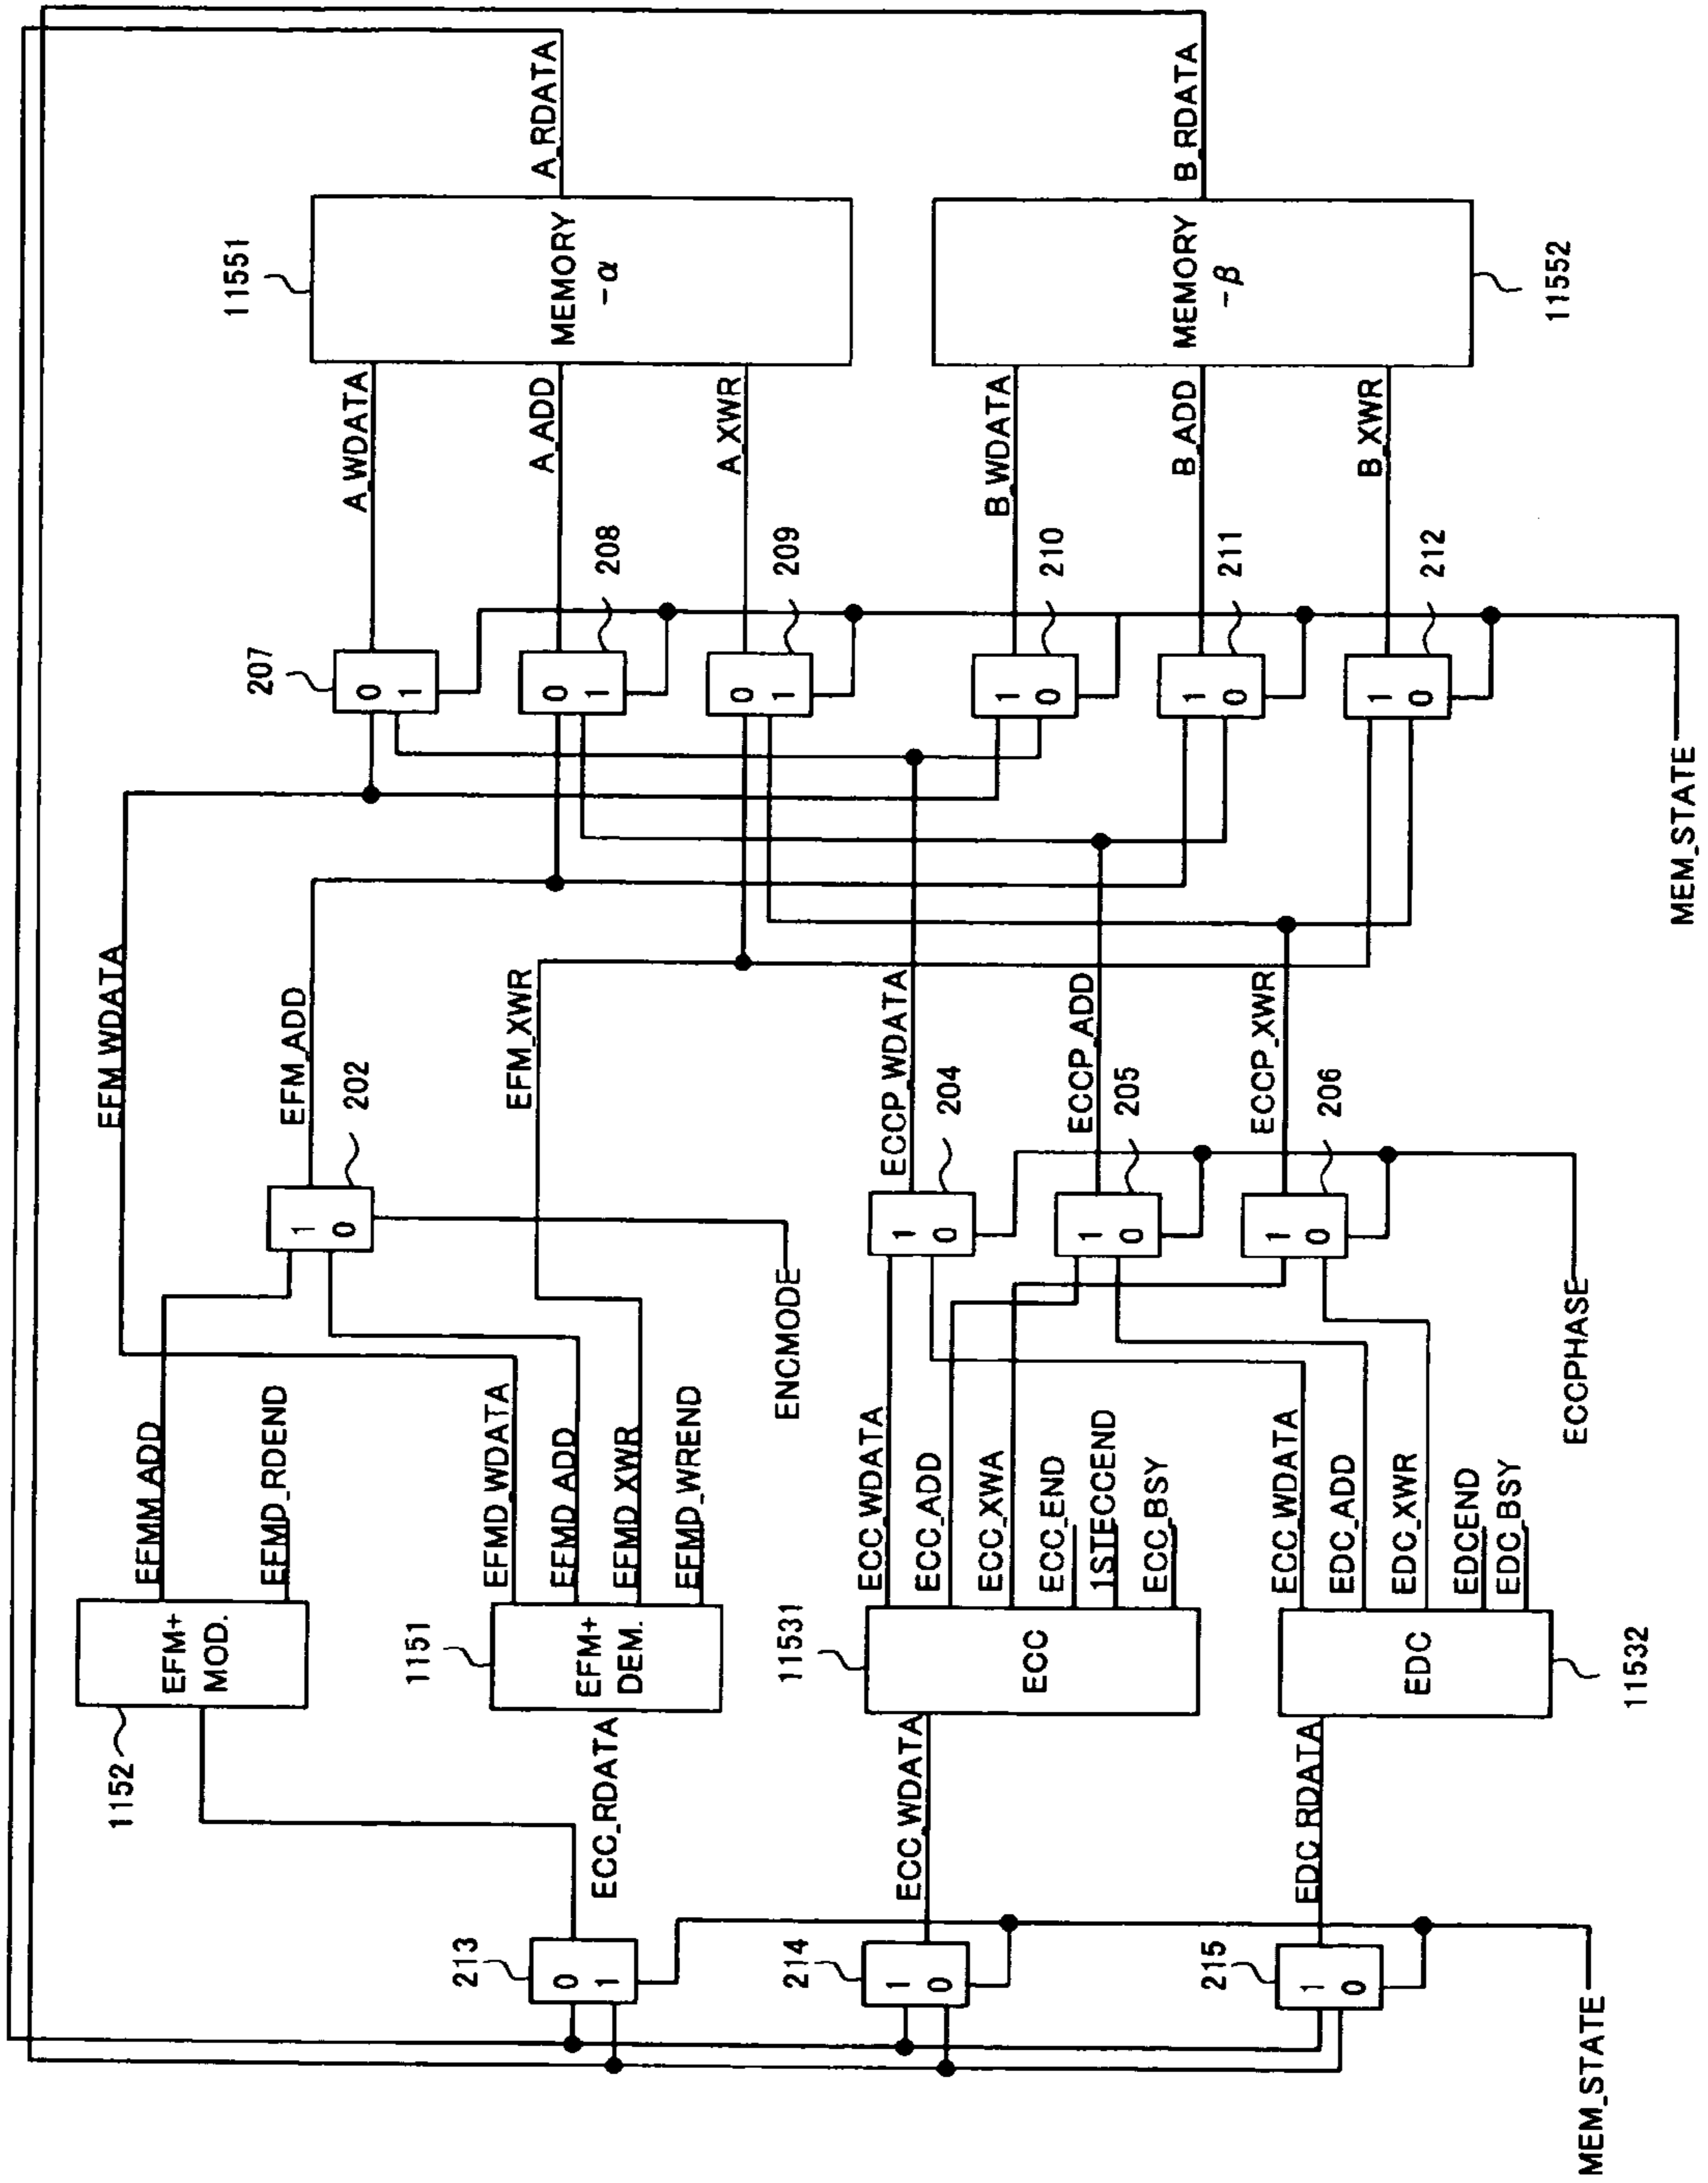 1152
EFM+
MOD.
EFMM_ADD
EFMD_RDEND
EFM_WDATA
EFM_ADD
202
207
11551
A_WDATA
0
1
1
0
1151
EFM+
DEM.
EFMD_WDATA
EFMD_ADD
EFMD_XWR
EFMD_WREND
EFM_XWR
A_ADD
208
0
1
MEMORY
-α
A_RDATA
213
0
1
ECC_RDATA
ENCMODE
A_XWR
209
0
1
214
1
0
ECC_WDATA
11531
ECC
ECC_WDATA
ECC_ADD
ECC_XWA
ECC_END
1STECCEND
ECC_BSY
ECCP_WDATA
204
1
0
ECCP_ADD
205
1
0
ECCP_XWR
206
1
0
B_WDATA
210
1
0
B_ADD
211
1
0
MEMORY
-β
B_RDATA
B_XWR
212
1
0
11552
215
1
0
EDC_RDATA
EDC
11532
ECC_WDATA
EDC_ADD
EDC_XWR
EDCEND
EDC_BSY
MEM_STATE
ECCPHASE
MEM_STATE